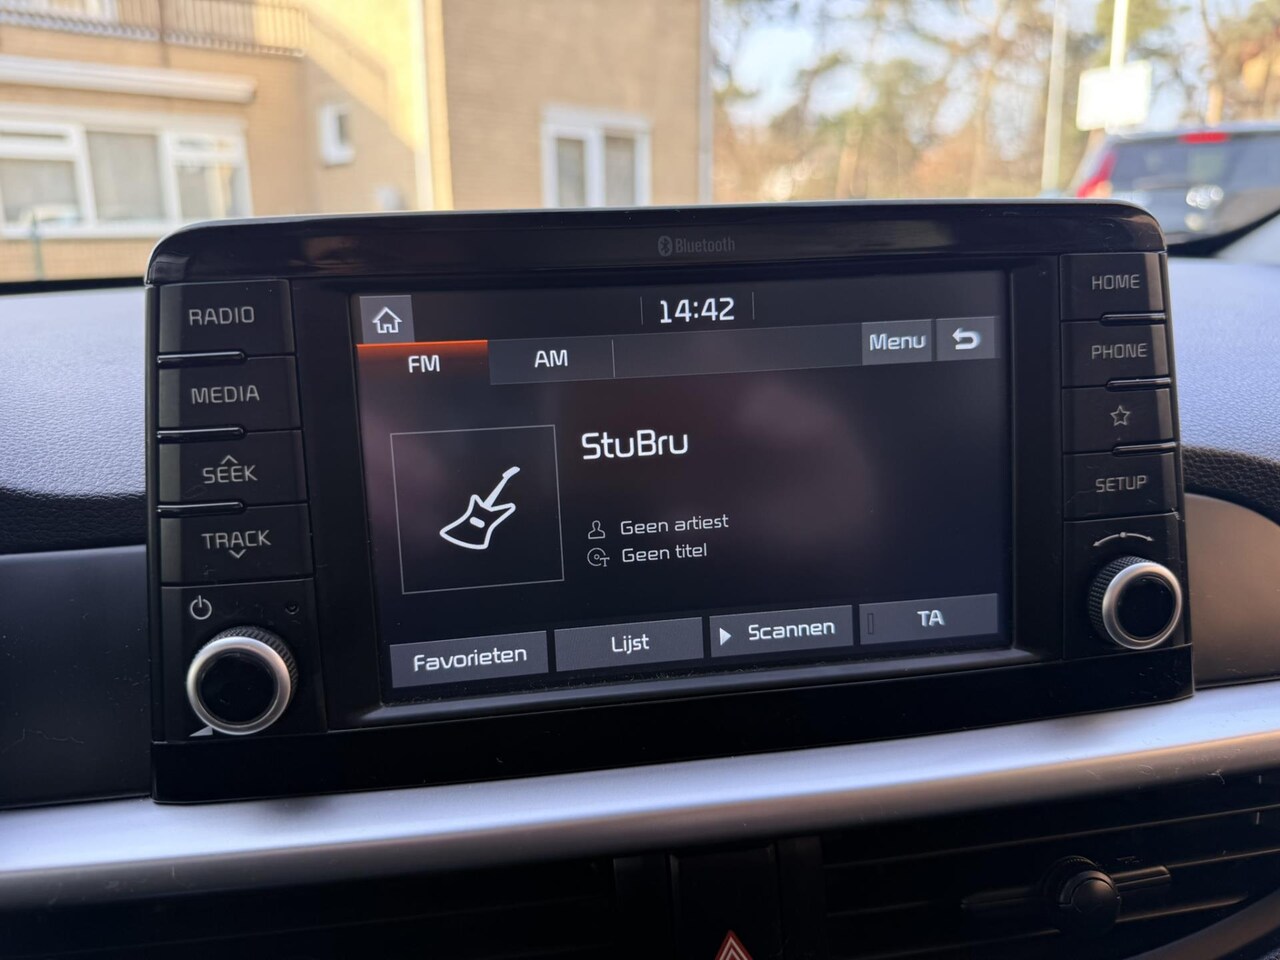 Bluetooth
RADIO
MEDIA
SEEK
TRACK
14:42
FM
AM
Menu
StuBru
Geen artiest
Geen titel
Favorieten
Lijst
Scannen
TA
HOME
PHONE
SETUP